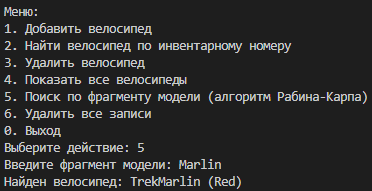 Меню:
1. Добавить велосипед
2. Найти велосипед по инвентарному номеру
3. Удалить велосипед
4. Показать все велосипеды
5. Поиск по фрагменту модели (алгоритм Рабина-Карпа)
6. Удалить все записи
0. Выход
Выберите действие: 5
Введите фрагмент модели: Marlin
Найден велосипед: TrekMarlin (Red)